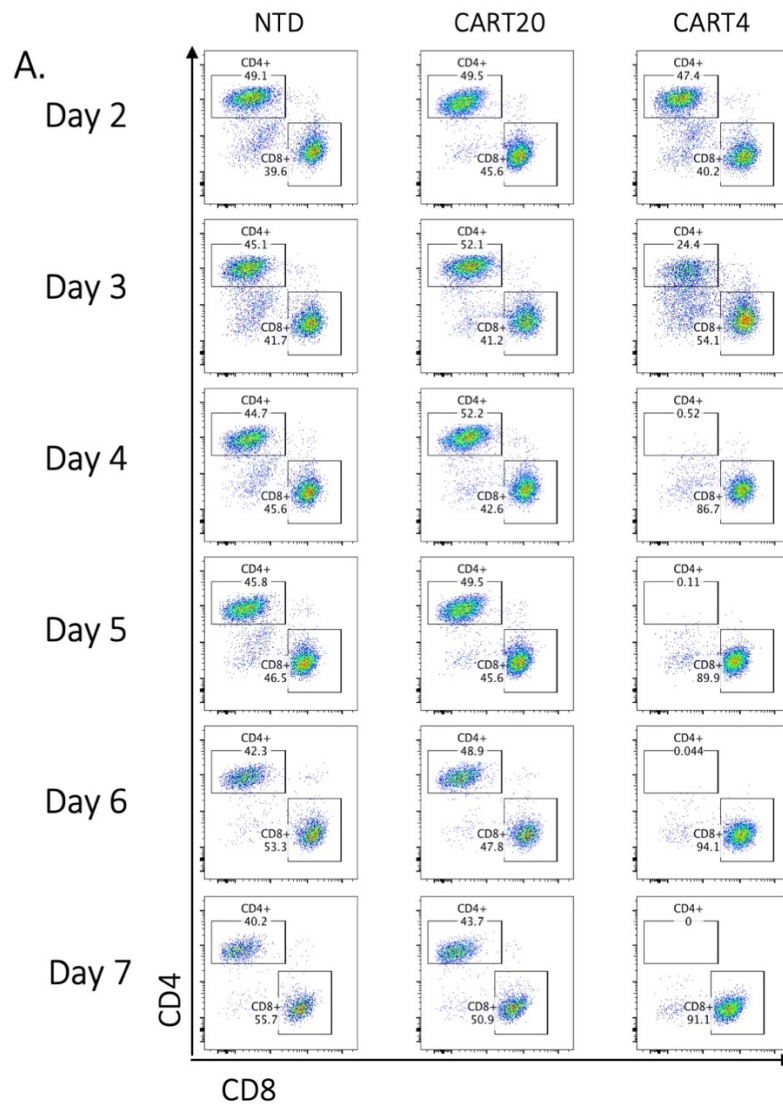 NTD CART20 CART4
A.
Day 2
CD4+ 49.1
CD8+ 39.6
CD4+ 49.5
CD8+ 45.6
CD4+ 47.4
CD8+ 40.2
Day 3
CD4+ 45.1
CD8+ 41.7
CD4+ 52.1
CD8+ 41.2
CD4+ 24.4
CD8+ 54.1
Day 4
CD4+ 44.7
CD8+ 45.6
CD4+ 52.2
CD8+ 42.6
CD4+ 0.52
CD8+ 86.7
Day 5
CD4+ 45.8
CD8+ 46.5
CD4+ 49.5
CD8+ 45.6
CD4+ 0.11
CD8+ 89.9
Day 6
CD4+ 42.3
CD8+ 53.3
CD4+ 48.9
CD8+ 47.8
CD4+ 0.044
CD8+ 94.1
Day 7
CD4+ 40.2
CD8+ 55.7
CD4+ 43.7
CD8+ 50.9
CD4+ 0
CD8+ 91.1
CD4
CD8